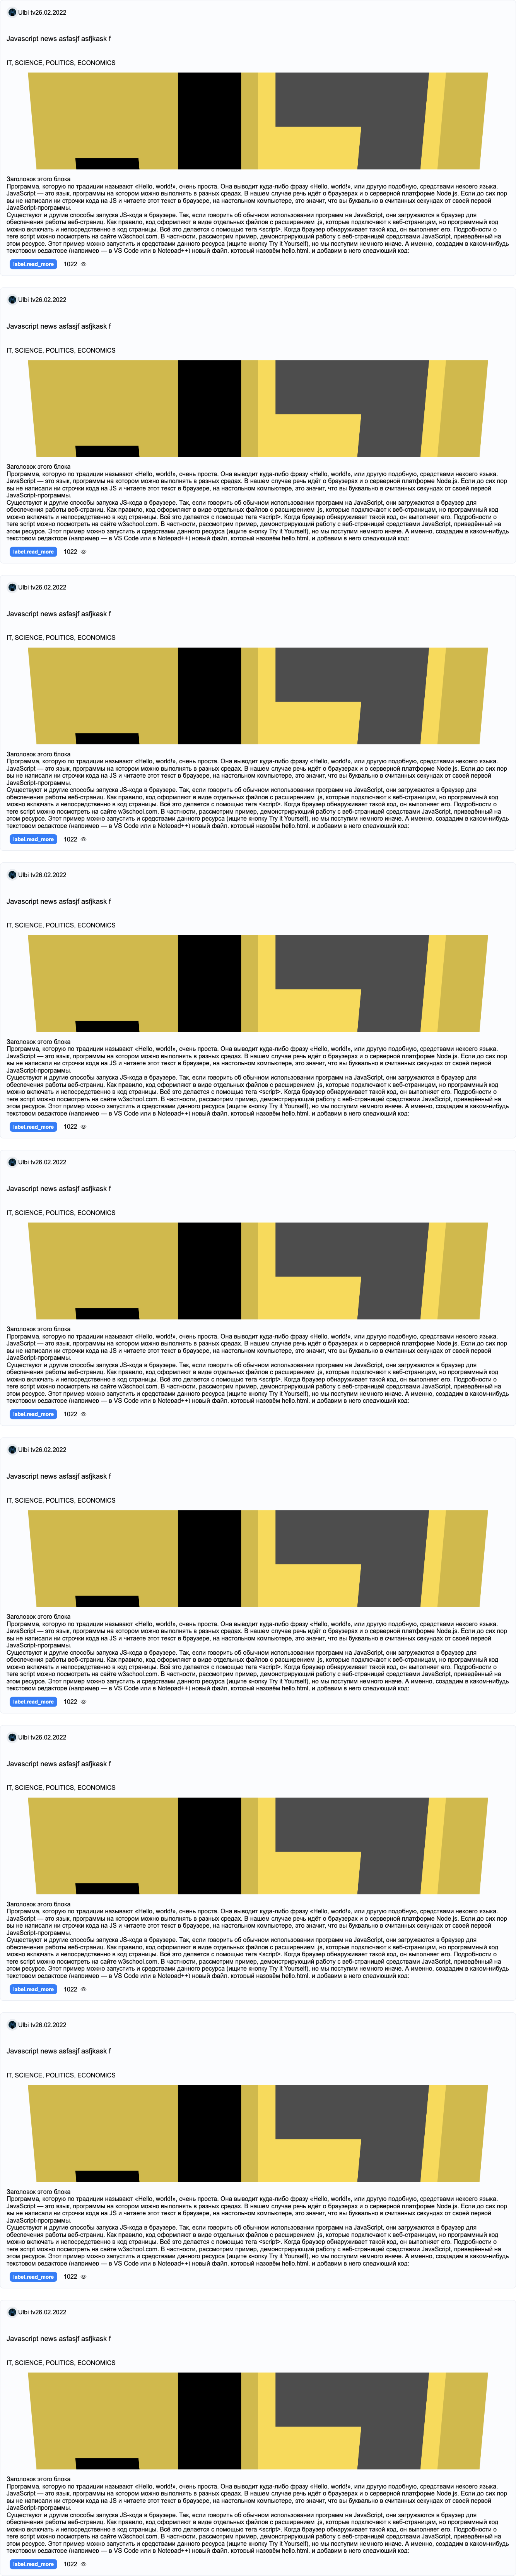 Ulbi tv26.02.2022
Javascript news asfasjf asfjkask f
IT, SCIENCE, POLITICS, ECONOMICS
Заголовок этого блока
Программа, которую по традиции называют «Hello, world!», очень проста. Она выводит куда-либо фразу «Hello, world!», или другую подобную, средствами некоего языка.
JavaScript — это язык, программы на котором можно выполнять в разных средах. В нашем случае речь идёт о браузерах и о серверной платформе Node.js. Если до сих пор
вы не написали ни строчки кода на JS и читаете этот текст в браузере, на настольном компьютере, это значит, что вы буквально в считанных секундах от своей первой
JavaScript-программы.
Существуют и другие способы запуска JS-кода в браузере. Так, если говорить об обычном использовании программ на JavaScript, они загружаются в браузер для
обеспечения работы веб-страниц. Как правило, код оформляют в виде отдельных файлов с расширением .js, которые подключают к веб-страницам, но программный код
можно включать и непосредственно в код страницы. Всё это делается с помощью тега <script>. Когда браузер обнаруживает такой код, он выполняет его. Подробности о
теге script можно посмотреть на сайте w3school.com. В частности, рассмотрим пример, демонстрирующий работу с веб-страницей средствами JavaScript, приведённый на
этом ресурсе. Этот пример можно запустить и средствами данного ресурса (ищите кнопку Try it Yourself), но мы поступим немного иначе. А именно, создадим в каком-нибудь
текстовом редакторе (например — в VS Code или в Notepad++) новый файл, который назовём hello.html, и добавим в него следующий код:
label.read_more 1022
Ulbi tv26.02.2022
Javascript news asfasjf asfjkask f
IT, SCIENCE, POLITICS, ECONOMICS
Заголовок этого блока
Программа, которую по традиции называют «Hello, world!», очень проста. Она выводит куда-либо фразу «Hello, world!», или другую подобную, средствами некоего языка.
JavaScript — это язык, программы на котором можно выполнять в разных средах. В нашем случае речь идёт о браузерах и о серверной платформе Node.js. Если до сих пор
вы не написали ни строчки кода на JS и читаете этот текст в браузере, на настольном компьютере, это значит, что вы буквально в считанных секундах от своей первой
JavaScript-программы.
Существуют и другие способы запуска JS-кода в браузере. Так, если говорить об обычном использовании программ на JavaScript, они загружаются в браузер для
обеспечения работы веб-страниц. Как правило, код оформляют в виде отдельных файлов с расширением .js, которые подключают к веб-страницам, но программный код
можно включать и непосредственно в код страницы. Всё это делается с помощью тега <script>. Когда браузер обнаруживает такой код, он выполняет его. Подробности о
теге script можно посмотреть на сайте w3school.com. В частности, рассмотрим пример, демонстрирующий работу с веб-страницей средствами JavaScript, приведённый на
этом ресурсе. Этот пример можно запустить и средствами данного ресурса (ищите кнопку Try it Yourself), но мы поступим немного иначе. А именно, создадим в каком-нибудь
текстовом редакторе (например — в VS Code или в Notepad++) новый файл, который назовём hello.html, и добавим в него следующий код:
label.read_more 1022
Ulbi tv26.02.2022
Javascript news asfasjf asfjkask f
IT, SCIENCE, POLITICS, ECONOMICS
Заголовок этого блока
Программа, которую по традиции называют «Hello, world!», очень проста. Она выводит куда-либо фразу «Hello, world!», или другую подобную, средствами некоего языка.
JavaScript — это язык, программы на котором можно выполнять в разных средах. В нашем случае речь идёт о браузерах и о серверной платформе Node.js. Если до сих пор
вы не написали ни строчки кода на JS и читаете этот текст в браузере, на настольном компьютере, это значит, что вы буквально в считанных секундах от своей первой
JavaScript-программы.
Существуют и другие способы запуска JS-кода в браузере. Так, если говорить об обычном использовании программ на JavaScript, они загружаются в браузер для
обеспечения работы веб-страниц. Как правило, код оформляют в виде отдельных файлов с расширением .js, которые подключают к веб-страницам, но программный код
можно включать и непосредственно в код страницы. Всё это делается с помощью тега <script>. Когда браузер обнаруживает такой код, он выполняет его. Подробности о
теге script можно посмотреть на сайте w3school.com. В частности, рассмотрим пример, демонстрирующий работу с веб-страницей средствами JavaScript, приведённый на
этом ресурсе. Этот пример можно запустить и средствами данного ресурса (ищите кнопку Try it Yourself), но мы поступим немного иначе. А именно, создадим в каком-нибудь
текстовом редакторе (например — в VS Code или в Notepad++) новый файл, который назовём hello.html, и добавим в него следующий код:
label.read_more 1022
Ulbi tv26.02.2022
Javascript news asfasjf asfjkask f
IT, SCIENCE, POLITICS, ECONOMICS
Заголовок этого блока
Программа, которую по традиции называют «Hello, world!», очень проста. Она выводит куда-либо фразу «Hello, world!», или другую подобную, средствами некоего языка.
JavaScript — это язык, программы на котором можно выполнять в разных средах. В нашем случае речь идёт о браузерах и о серверной платформе Node.js. Если до сих пор
вы не написали ни строчки кода на JS и читаете этот текст в браузере, на настольном компьютере, это значит, что вы буквально в считанных секундах от своей первой
JavaScript-программы.
Существуют и другие способы запуска JS-кода в браузере. Так, если говорить об обычном использовании программ на JavaScript, они загружаются в браузер для
обеспечения работы веб-страниц. Как правило, код оформляют в виде отдельных файлов с расширением .js, которые подключают к веб-страницам, но программный код
можно включать и непосредственно в код страницы. Всё это делается с помощью тега <script>. Когда браузер обнаруживает такой код, он выполняет его. Подробности о
теге script можно посмотреть на сайте w3school.com. В частности, рассмотрим пример, демонстрирующий работу с веб-страницей средствами JavaScript, приведённый на
этом ресурсе. Этот пример можно запустить и средствами данного ресурса (ищите кнопку Try it Yourself), но мы поступим немного иначе. А именно, создадим в каком-нибудь
текстовом редакторе (например — в VS Code или в Notepad++) новый файл, который назовём hello.html, и добавим в него следующий код:
label.read_more 1022
Ulbi tv26.02.2022
Javascript news asfasjf asfjkask f
IT, SCIENCE, POLITICS, ECONOMICS
Заголовок этого блока
Программа, которую по традиции называют «Hello, world!», очень проста. Она выводит куда-либо фразу «Hello, world!», или другую подобную, средствами некоего языка.
JavaScript — это язык, программы на котором можно выполнять в разных средах. В нашем случае речь идёт о браузерах и о серверной платформе Node.js. Если до сих пор
вы не написали ни строчки кода на JS и читаете этот текст в браузере, на настольном компьютере, это значит, что вы буквально в считанных секундах от своей первой
JavaScript-программы.
Существуют и другие способы запуска JS-кода в браузере. Так, если говорить об обычном использовании программ на JavaScript, они загружаются в браузер для
обеспечения работы веб-страниц. Как правило, код оформляют в виде отдельных файлов с расширением .js, которые подключают к веб-страницам, но программный код
можно включать и непосредственно в код страницы. Всё это делается с помощью тега <script>. Когда браузер обнаруживает такой код, он выполняет его. Подробности о
теге script можно посмотреть на сайте w3school.com. В частности, рассмотрим пример, демонстрирующий работу с веб-страницей средствами JavaScript, приведённый на
этом ресурсе. Этот пример можно запустить и средствами данного ресурса (ищите кнопку Try it Yourself), но мы поступим немного иначе. А именно, создадим в каком-нибудь
текстовом редакторе (например — в VS Code или в Notepad++) новый файл, который назовём hello.html, и добавим в него следующий код:
label.read_more 1022
Ulbi tv26.02.2022
Javascript news asfasjf asfjkask f
IT, SCIENCE, POLITICS, ECONOMICS
Заголовок этого блока
Программа, которую по традиции называют «Hello, world!», очень проста. Она выводит куда-либо фразу «Hello, world!», или другую подобную, средствами некоего языка.
JavaScript — это язык, программы на котором можно выполнять в разных средах. В нашем случае речь идёт о браузерах и о серверной платформе Node.js. Если до сих пор
вы не написали ни строчки кода на JS и читаете этот текст в браузере, на настольном компьютере, это значит, что вы буквально в считанных секундах от своей первой
JavaScript-программы.
Существуют и другие способы запуска JS-кода в браузере. Так, если говорить об обычном использовании программ на JavaScript, они загружаются в браузер для
обеспечения работы веб-страниц. Как правило, код оформляют в виде отдельных файлов с расширением .js, которые подключают к веб-страницам, но программный код
можно включать и непосредственно в код страницы. Всё это делается с помощью тега <script>. Когда браузер обнаруживает такой код, он выполняет его. Подробности о
теге script можно посмотреть на сайте w3school.com. В частности, рассмотрим пример, демонстрирующий работу с веб-страницей средствами JavaScript, приведённый на
этом ресурсе. Этот пример можно запустить и средствами данного ресурса (ищите кнопку Try it Yourself), но мы поступим немного иначе. А именно, создадим в каком-нибудь
текстовом редакторе (например — в VS Code или в Notepad++) новый файл, который назовём hello.html, и добавим в него следующий код:
label.read_more 1022
Ulbi tv26.02.2022
Javascript news asfasjf asfjkask f
IT, SCIENCE, POLITICS, ECONOMICS
Заголовок этого блока
Программа, которую по традиции называют «Hello, world!», очень проста. Она выводит куда-либо фразу «Hello, world!», или другую подобную, средствами некоего языка.
JavaScript — это язык, программы на котором можно выполнять в разных средах. В нашем случае речь идёт о браузерах и о серверной платформе Node.js. Если до сих пор
вы не написали ни строчки кода на JS и читаете этот текст в браузере, на настольном компьютере, это значит, что вы буквально в считанных секундах от своей первой
JavaScript-программы.
Существуют и другие способы запуска JS-кода в браузере. Так, если говорить об обычном использовании программ на JavaScript, они загружаются в браузер для
обеспечения работы веб-страниц. Как правило, код оформляют в виде отдельных файлов с расширением .js, которые подключают к веб-страницам, но программный код
можно включать и непосредственно в код страницы. Всё это делается с помощью тега <script>. Когда браузер обнаруживает такой код, он выполняет его. Подробности о
теге script можно посмотреть на сайте w3school.com. В частности, рассмотрим пример, демонстрирующий работу с веб-страницей средствами JavaScript, приведённый на
этом ресурсе. Этот пример можно запустить и средствами данного ресурса (ищите кнопку Try it Yourself), но мы поступим немного иначе. А именно, создадим в каком-нибудь
текстовом редакторе (например — в VS Code или в Notepad++) новый файл, который назовём hello.html, и добавим в него следующий код:
label.read_more 1022
Ulbi tv26.02.2022
Javascript news asfasjf asfjkask f
IT, SCIENCE, POLITICS, ECONOMICS
Заголовок этого блока
Программа, которую по традиции называют «Hello, world!», очень проста. Она выводит куда-либо фразу «Hello, world!», или другую подобную, средствами некоего языка.
JavaScript — это язык, программы на котором можно выполнять в разных средах. В нашем случае речь идёт о браузерах и о серверной платформе Node.js. Если до сих пор
вы не написали ни строчки кода на JS и читаете этот текст в браузере, на настольном компьютере, это значит, что вы буквально в считанных секундах от своей первой
JavaScript-программы.
Существуют и другие способы запуска JS-кода в браузере. Так, если говорить об обычном использовании программ на JavaScript, они загружаются в браузер для
обеспечения работы веб-страниц. Как правило, код оформляют в виде отдельных файлов с расширением .js, которые подключают к веб-страницам, но программный код
можно включать и непосредственно в код страницы. Всё это делается с помощью тега <script>. Когда браузер обнаруживает такой код, он выполняет его. Подробности о
теге script можно посмотреть на сайте w3school.com. В частности, рассмотрим пример, демонстрирующий работу с веб-страницей средствами JavaScript, приведённый на
этом ресурсе. Этот пример можно запустить и средствами данного ресурса (ищите кнопку Try it Yourself), но мы поступим немного иначе. А именно, создадим в каком-нибудь
текстовом редакторе (например — в VS Code или в Notepad++) новый файл, который назовём hello.html, и добавим в него следующий код:
label.read_more 1022
Ulbi tv26.02.2022
Javascript news asfasjf asfjkask f
IT, SCIENCE, POLITICS, ECONOMICS
Заголовок этого блока
Программа, которую по традиции называют «Hello, world!», очень проста. Она выводит куда-либо фразу «Hello, world!», или другую подобную, средствами некоего языка.
JavaScript — это язык, программы на котором можно выполнять в разных средах. В нашем случае речь идёт о браузерах и о серверной платформе Node.js. Если до сих пор
вы не написали ни строчки кода на JS и читаете этот текст в браузере, на настольном компьютере, это значит, что вы буквально в считанных секундах от своей первой
JavaScript-программы.
Существуют и другие способы запуска JS-кода в браузере. Так, если говорить об обычном использовании программ на JavaScript, они загружаются в браузер для
обеспечения работы веб-страниц. Как правило, код оформляют в виде отдельных файлов с расширением .js, которые подключают к веб-страницам, но программный код
можно включать и непосредственно в код страницы. Всё это делается с помощью тега <script>. Когда браузер обнаруживает такой код, он выполняет его. Подробности о
теге script можно посмотреть на сайте w3school.com. В частности, рассмотрим пример, демонстрирующий работу с веб-страницей средствами JavaScript, приведённый на
этом ресурсе. Этот пример можно запустить и средствами данного ресурса (ищите кнопку Try it Yourself), но мы поступим немного иначе. А именно, создадим в каком-нибудь
текстовом редакторе (например — в VS Code или в Notepad++) новый файл, который назовём hello.html, и добавим в него следующий код:
label.read_more 1022